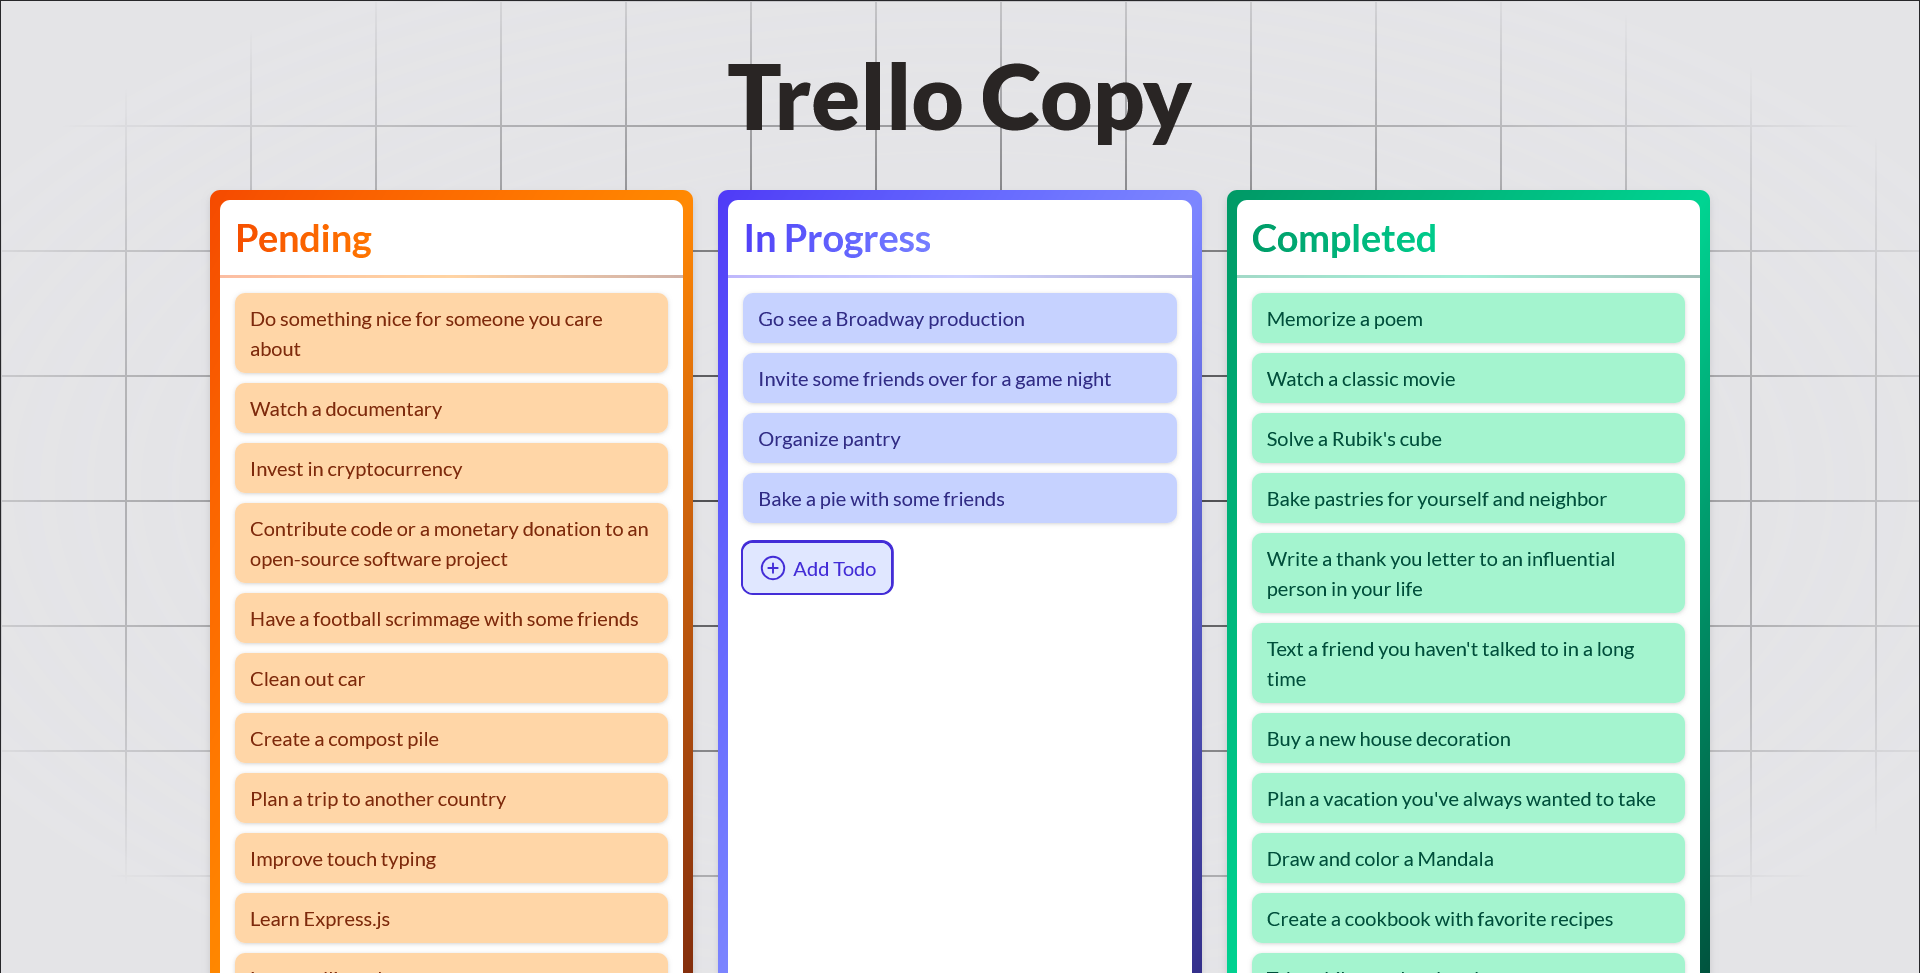 Trello Copy
Pending
Do something nice for someone you care
about
Watch a documentary
Invest in cryptocurrency
Contribute code or a monetary donation to an
open-source software project
Have a football scrimmage with some friends
Clean out car
Create a compost pile
Plan a trip to another country
Improve touch typing
Learn Express.js
In Progress
Go see a Broadway production
Invite some friends over for a game night
Organize pantry
Bake a pie with some friends
Add Todo
Completed
Memorize a poem
Watch a classic movie
Solve a Rubik's cube
Bake pastries for yourself and neighbor
Write a thank you letter to an influential
person in your life
Text a friend you haven't talked to in a long
time
Buy a new house decoration
Plan a vacation you've always wanted to take
Draw and color a Mandala
Create a cookbook with favorite recipes